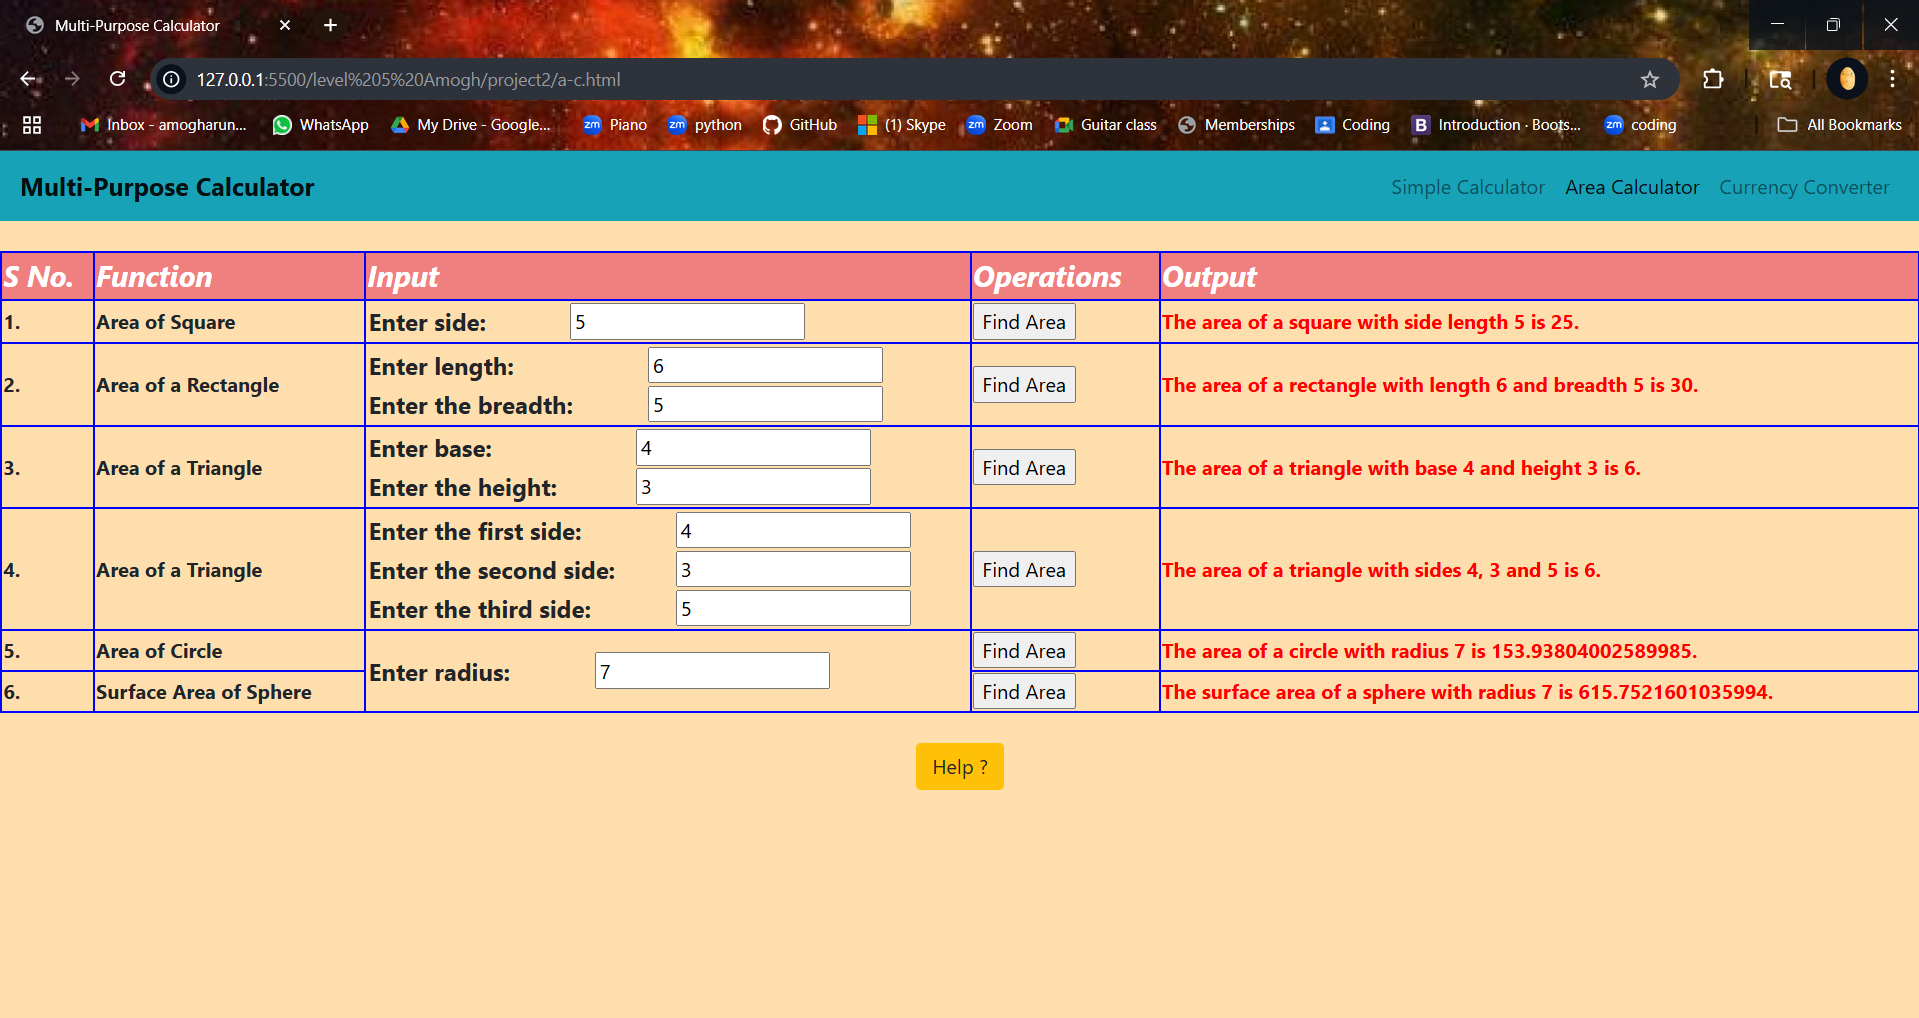 Multi-Purpose Calculator
127.0.0.1:5500/level%205%20Amogh/project2/a-c.html
Inbox - amogharun... WhatsApp My Drive - Google... zm Piano zm python GitHub (1) Skype zm Zoom Guitar class Memberships Coding B Introduction · Boots... zm coding All Bookmarks
Multi-Purpose Calculator Simple Calculator Area Calculator Currency Converter
S No. Function Input Operations Output
1. Area of Square Enter side: 5 Find Area The area of a square with side length 5 is 25.
2. Area of a Rectangle Enter length: 6
Enter the breadth: 5 Find Area The area of a rectangle with length 6 and breadth 5 is 30.
3. Area of a Triangle Enter base: 4
Enter the height: 3 Find Area The area of a triangle with base 4 and height 3 is 6.
4. Area of a Triangle Enter the first side: 4
Enter the second side: 3
Enter the third side: 5 Find Area The area of a triangle with sides 4, 3 and 5 is 6.
5. Area of Circle Enter radius: 7 Find Area The area of a circle with radius 7 is 153.93804002589985.
6. Surface Area of Sphere Find Area The surface area of a sphere with radius 7 is 615.7521601035994.
Help ?